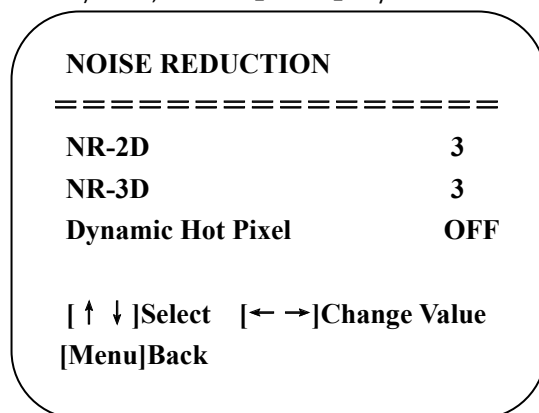 NOISE REDUCTION
=================
NR-2D 3
NR-3D 3
Dynamic Hot Pixel OFF
[↑ ↓]Select [← →]Change Value
[Menu]Back